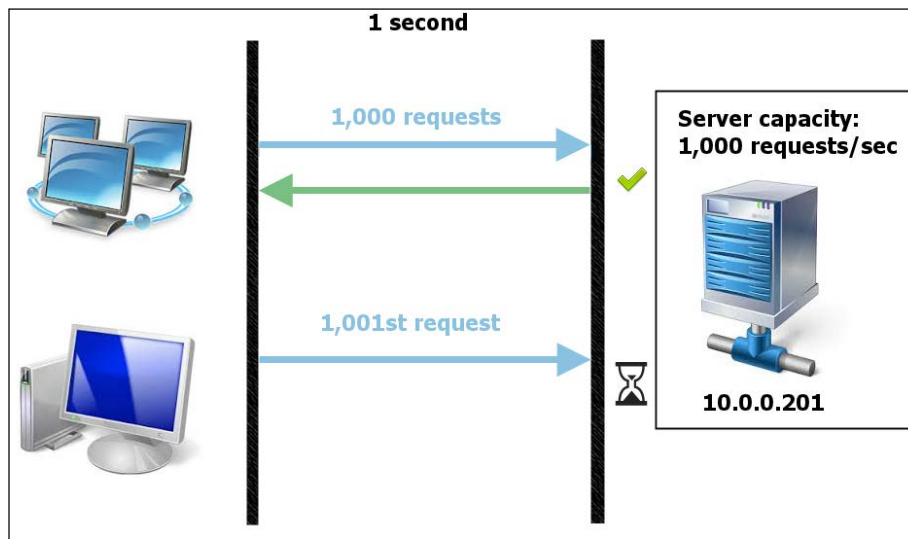 1 second
1,000 requests
Server capacity:
1,000 requests/sec
1,001st request
10.0.0.201